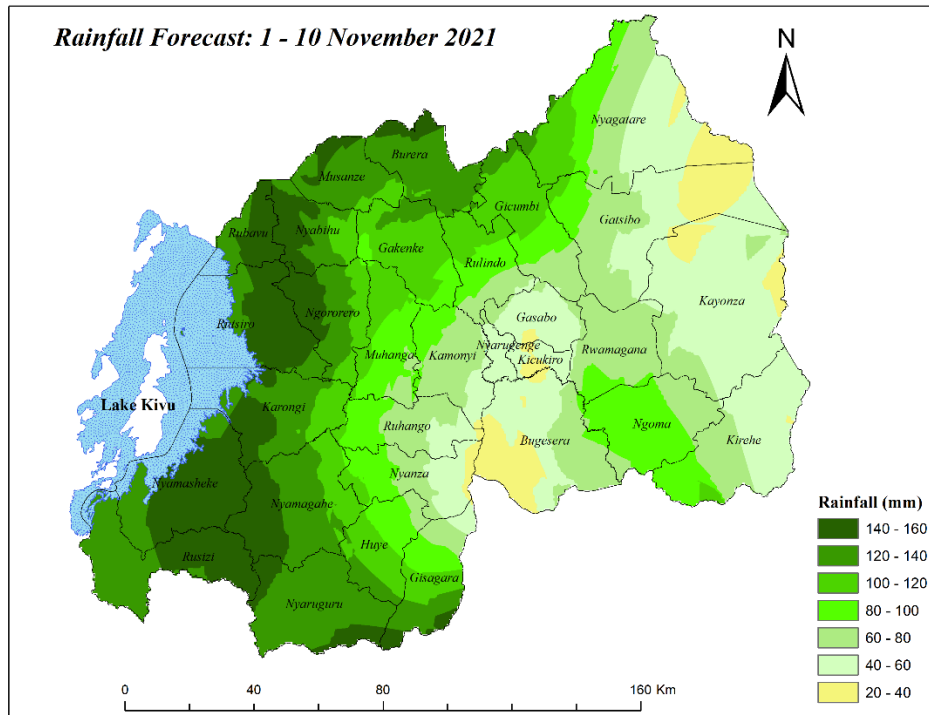 Rainfall Forecast: 1 - 10 November 2021
N
Nyagatare
Burera
Musanze
Gicumbi
Gatsibo
Rubavu
Nyabihu
Gakenke
Rulindo
Kayonza
Rutsiro
Ngororero
Gasabo
Muhanga
Kamonyi
Nyarugenge
Kicukiro
Rwamagana
Lake Kivu
Karongi
Ruhango
Bugesera
Ngoma
Kirehe
Nyamasheke
Nyanza
Nyamagabe
Rusizi
Huye
Gisagara
Nyaruguru
Rainfall (mm)
140 - 160
120 - 140
100 - 120
80 - 100
60 - 80
40 - 60
20 - 40
0 40 80 160 Km